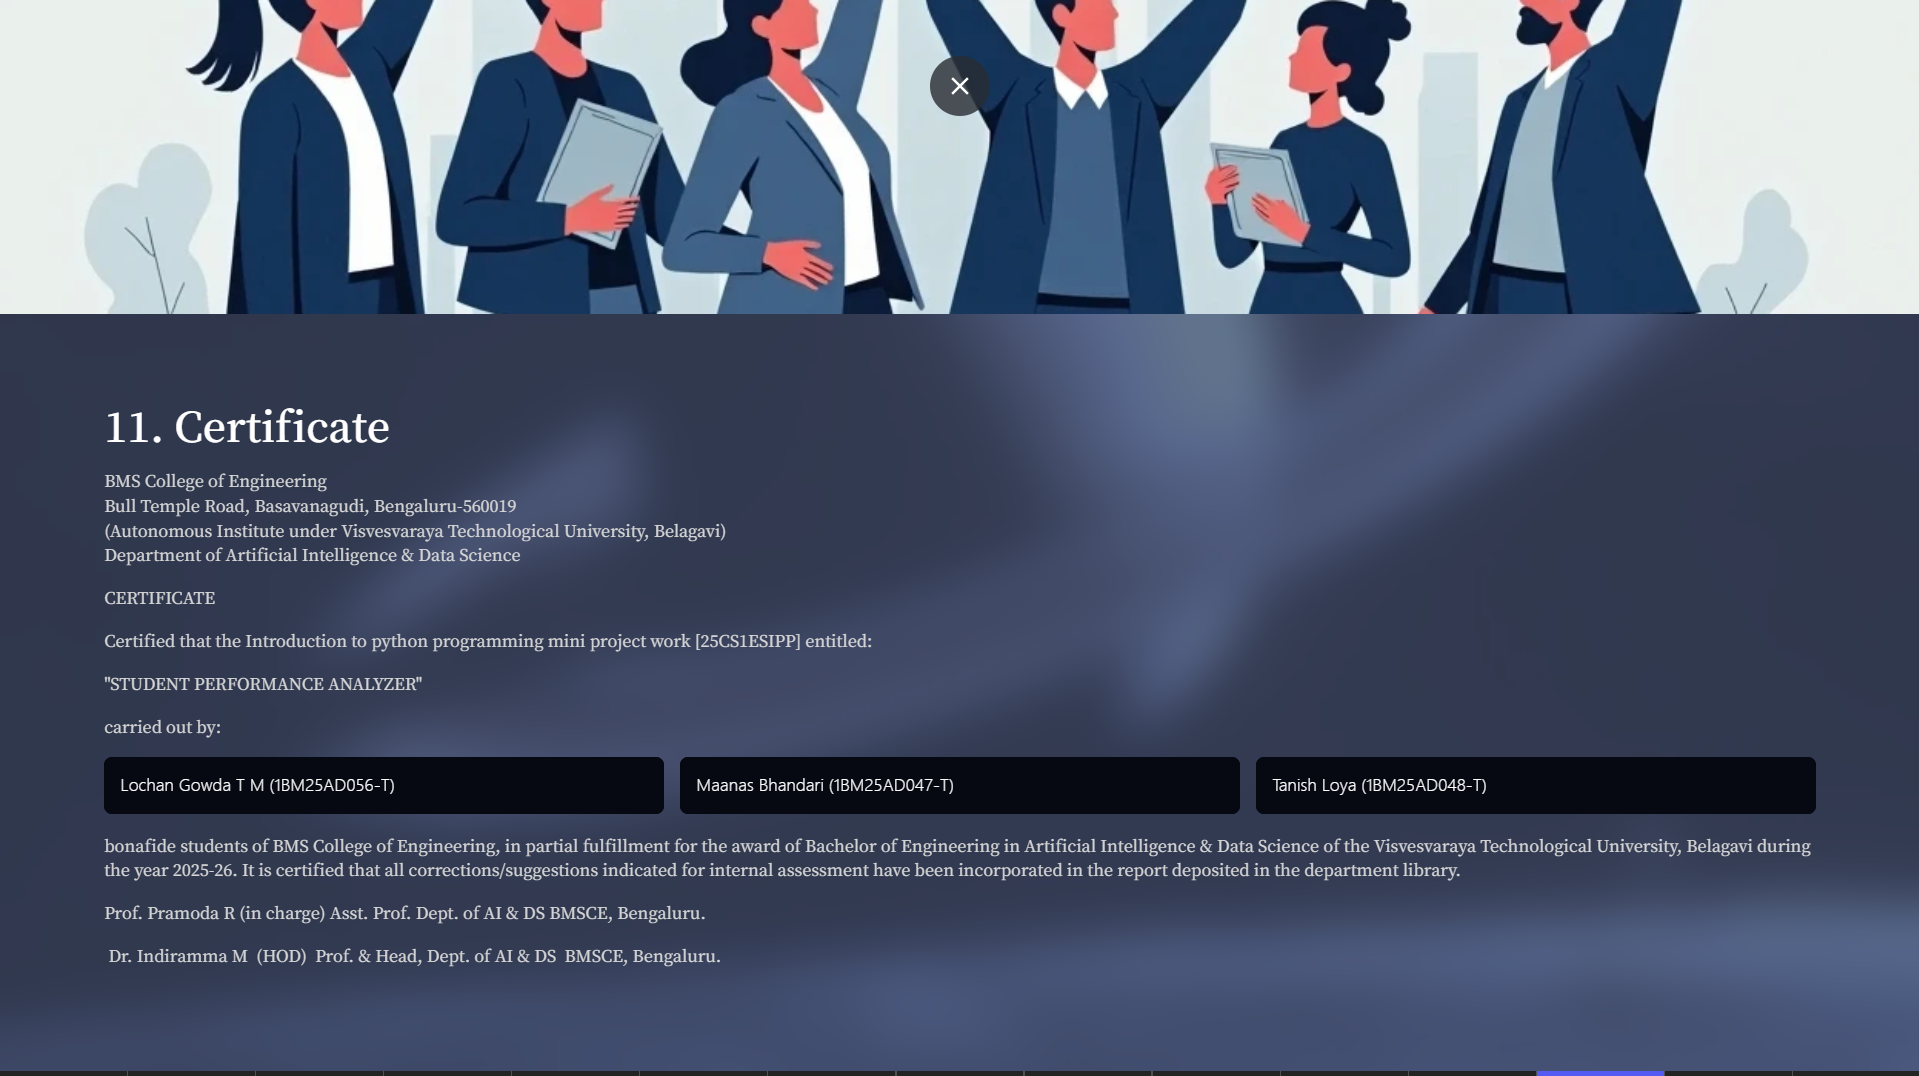 11. Certificate
BMS College of Engineering
Bull Temple Road, Basavanagudi, Bengaluru-560019
(Autonomous Institute under Visvesvaraya Technological University, Belagavi)
Department of Artificial Intelligence & Data Science
CERTIFICATE
Certified that the Introduction to python programming mini project work [25CS1ESIPP] entitled:
"STUDENT PERFORMANCE ANALYZER"
carried out by:
Lochan Gowda T M (1BM25AD056-T)
Maanas Bhandari (1BM25AD047-T)
Tanish Loya (1BM25AD048-T)
bonafide students of BMS College of Engineering, in partial fulfillment for the award of Bachelor of Engineering in Artificial Intelligence & Data Science of the Visvesvaraya Technological University, Belagavi during
the year 2025-26. It is certified that all corrections/suggestions indicated for internal assessment have been incorporated in the report deposited in the department library.
Prof. Pramoda R (in charge) Asst. Prof. Dept. of AI & DS BMSCE, Bengaluru.
Dr. Indiramma M (HOD) Prof. & Head, Dept. of AI & DS BMSCE, Bengaluru.